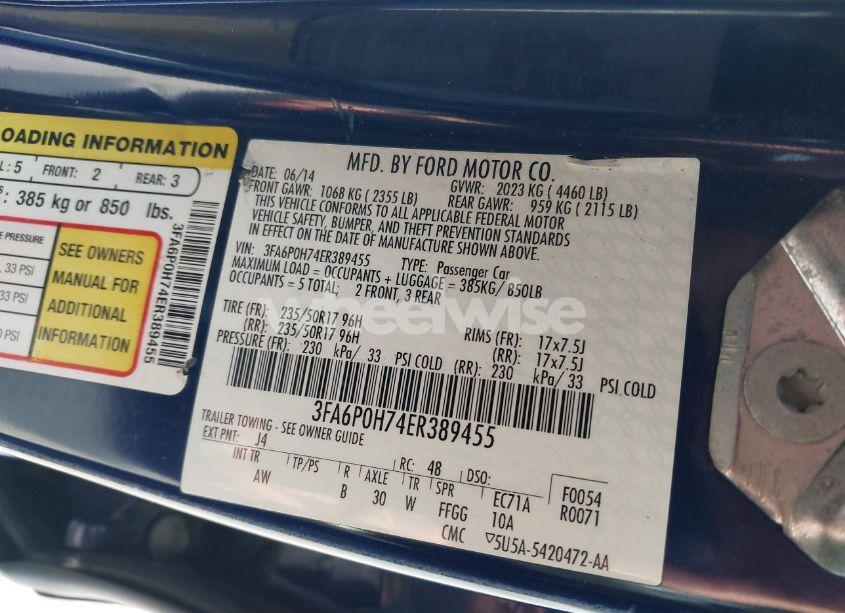 LOADING INFORMATION
L: 5 FRONT: 2 REAR: 3
: 385 kg or 850 lbs.
E PRESSURE
, 33 PSI
, 33 PSI
0 PSI
SEE OWNERS
MANUAL FOR
ADDITIONAL
INFORMATION
3FA6P0H74ER389455
MFD. BY FORD MOTOR CO.
DATE: 06/14 GVWR: 2023 KG ( 4460 LB)
FRONT GAWR: 1068 KG ( 2355 LB) REAR GAWR: 959 KG ( 2115 LB)
THIS VEHICLE CONFORMS TO ALL APPLICABLE FEDERAL MOTOR
VEHICLE SAFETY, BUMPER, AND THEFT PREVENTION STANDARDS
IN EFFECT ON THE DATE OF MANUFACTURE SHOWN ABOVE.
VIN: 3FA6P0H74ER389455 TYPE: Passenger Car
MAXIMUM LOAD = OCCUPANTS + LUGGAGE = 385KG/ 850LB
OCCUPANTS = 5 TOTAL; 2 FRONT, 3 REAR
wheelwise
TIRE (FR): 235/50R17 96H RIMS (FR): 17x7.5J
(RR): 235/50R17 96H (RR): 17x7.5J
PRESSURE (FR): 230 kPa/ 33 PSI COLD (RR): 230 kPa/33 PSI COLD
3FA6P0H74ER389455
TRAILER TOWING - SEE OWNER GUIDE
EXT PNT: J4 RC: 48 DSO: F0054
INT TR TP/PS R AXLE TR SPR EC71A R0071
AW B 30 W FFGG 10A
CMC ▽5U5A-5420472-AA